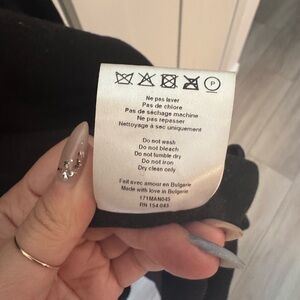 P
Ne pas laver
Pas de chlore
Pas de séchage machine
Ne pas repasser
Nettoyage à sec uniquement
Do not wash
Do not bleach
Do not tumble dry
Do not iron
Dry clean only
Fait avec amour en Bulgarie
Made with love in Bulgaria
171MAN045
RN 154 043